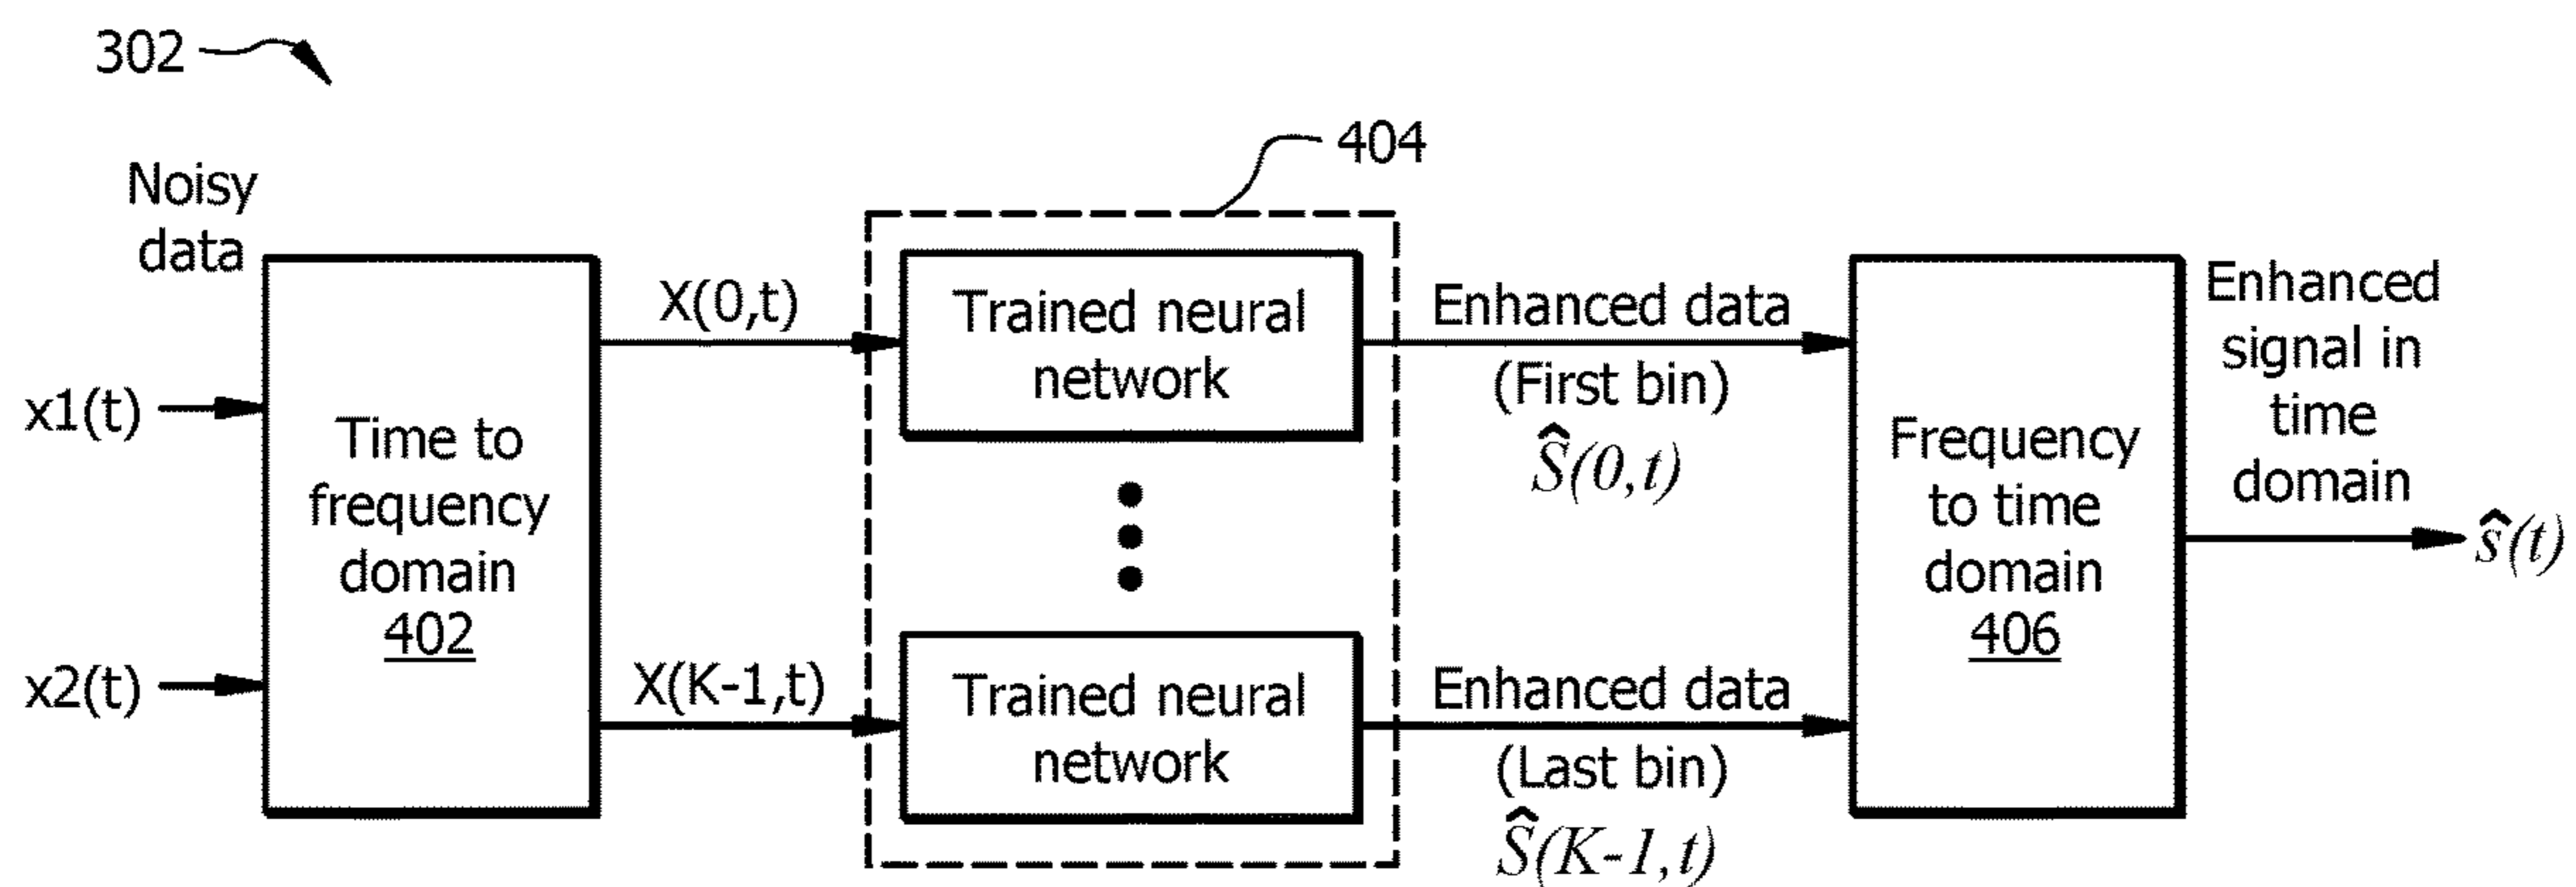 302
404
Noisy
data
x1(t)
x2(t)
Time to
frequency
domain
402
X(0,t)
X(K-1,t)
Trained neural
network
Trained neural
network
Enhanced data
(First bin)
Ŝ(0,t)
Enhanced data
(Last bin)
Ŝ(K-1,t)
Frequency
to time
domain
406
Enhanced
signal in
time
domain
ŝ(t)